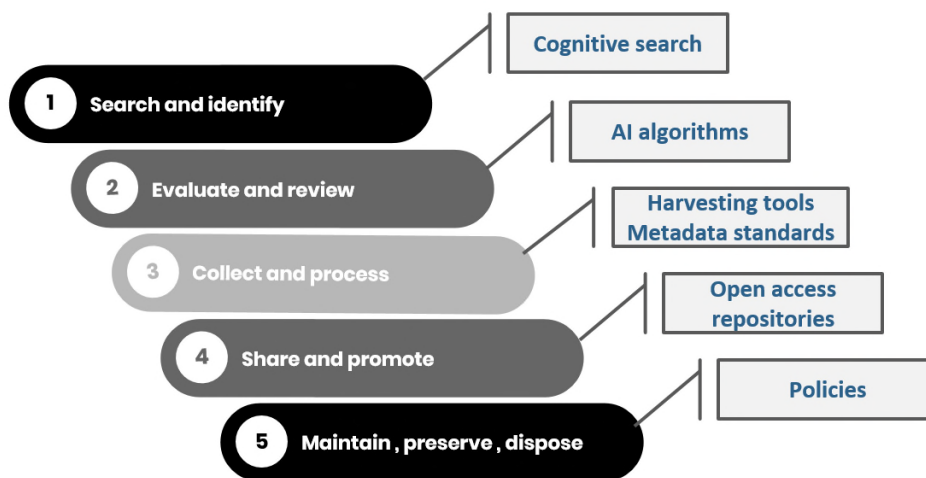 Cognitive search
1 Search and identify
AI algorithms
2 Evaluate and review
Harvesting tools
Metadata standards
3 Collect and process
Open access
repositories
4 Share and promote
Policies
5 Maintain , preserve , dispose